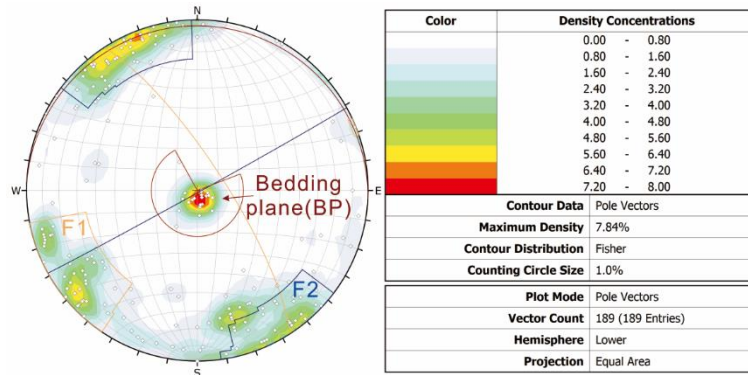 N
W
E
S
F1
F2
Bedding
plane(BP)
Color Density Concentrations
0.00 - 0.80
0.80 - 1.60
1.60 - 2.40
2.40 - 3.20
3.20 - 4.00
4.00 - 4.80
4.80 - 5.60
5.60 - 6.40
6.40 - 7.20
7.20 - 8.00
Contour Data Pole Vectors
Maximum Density 7.84%
Contour Distribution Fisher
Counting Circle Size 1.0%
Plot Mode Pole Vectors
Vector Count 189 (189 Entries)
Hemisphere Lower
Projection Equal Area